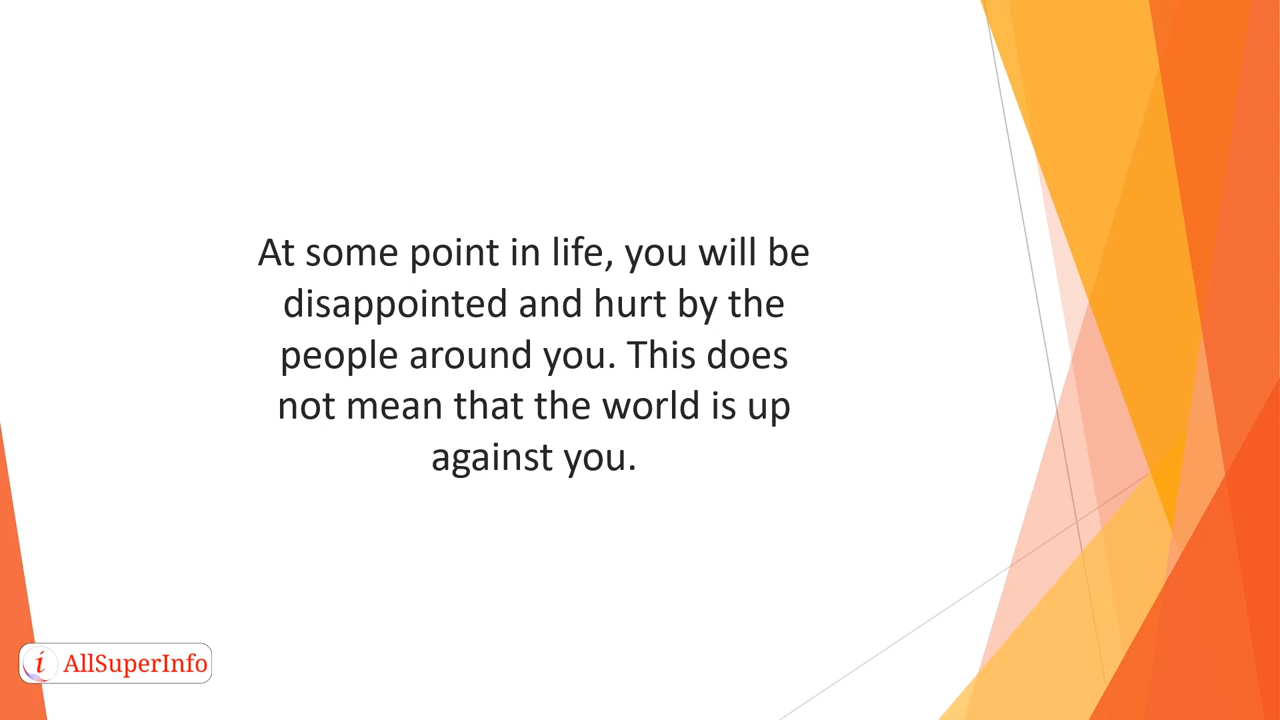 At some point in life, you will be
disappointed and hurt by the
people around you. This does
not mean that the world is up
against you.
i AllSuperInfo